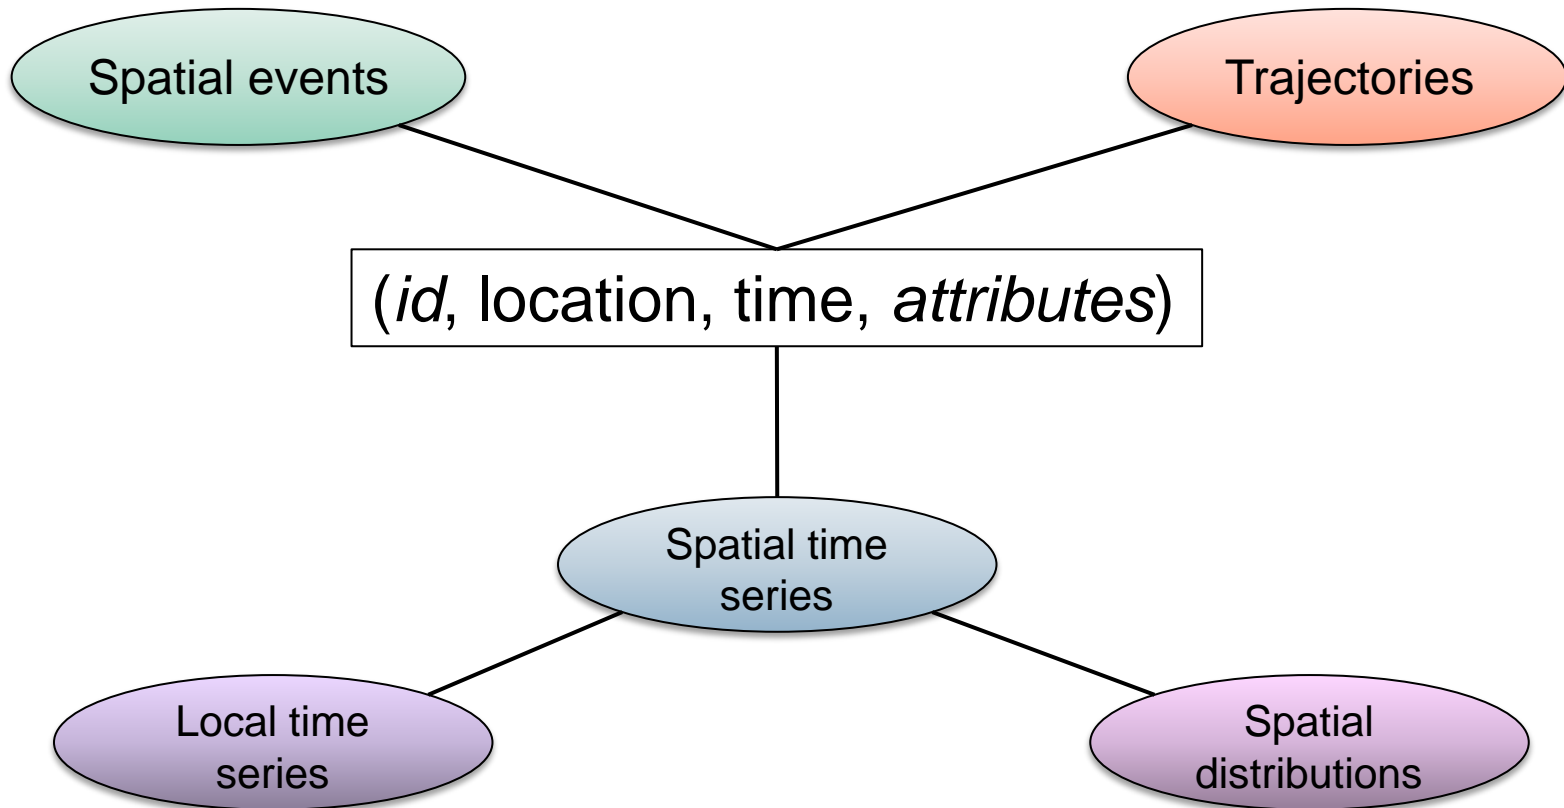 Spatial events
Trajectories
(id, location, time, attributes)
Spatial time
series
Local time
series
Spatial
distributions